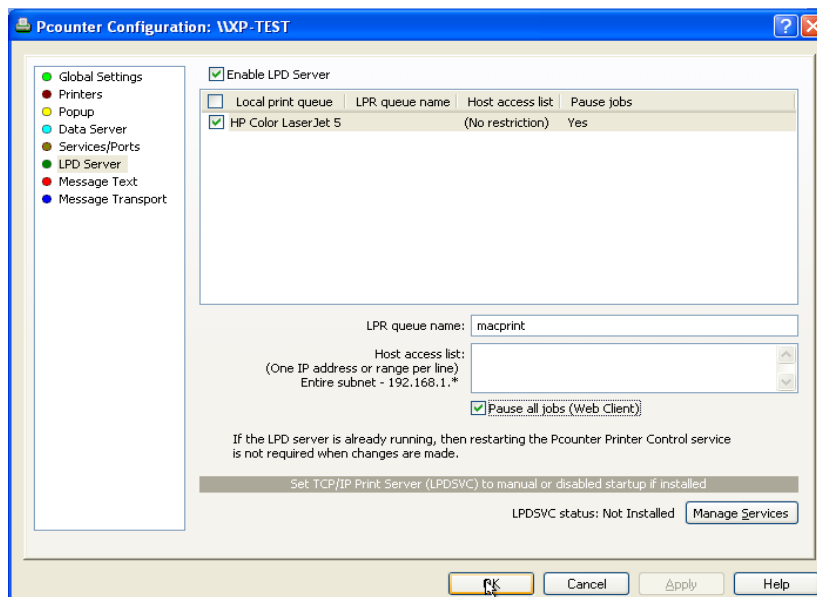 Pcounter Configuration: \\XP-TEST
Global Settings
Printers
Popup
Data Server
Services/Ports
LPD Server
Message Text
Message Transport
Enable LPD Server
Local print queue LPR queue name Host access list Pause jobs
HP Color LaserJet 5 (No restriction) Yes
LPR queue name: macprint
Host access list:
(One IP address or range per line)
Entire subnet - 192.168.1.*
Pause all jobs (Web Client)
If the LPD server is already running, then restarting the Pcounter Printer Control service
is not required when changes are made.
Set TCP/IP Print Server (LPDSVC) to manual or disabled startup if installed
LPDSVC status: Not Installed Manage Services
OK Cancel Apply Help